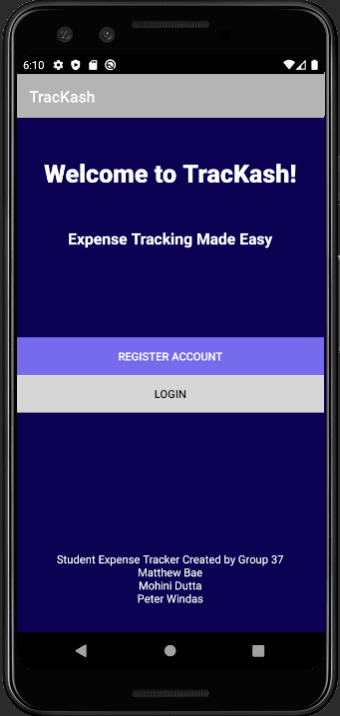 6:10
TracKash
Welcome to TracKash!
Expense Tracking Made Easy
REGISTER ACCOUNT
LOGIN
Student Expense Tracker Created by Group 37
Matthew Bae
Mohini Dutta
Peter Windas